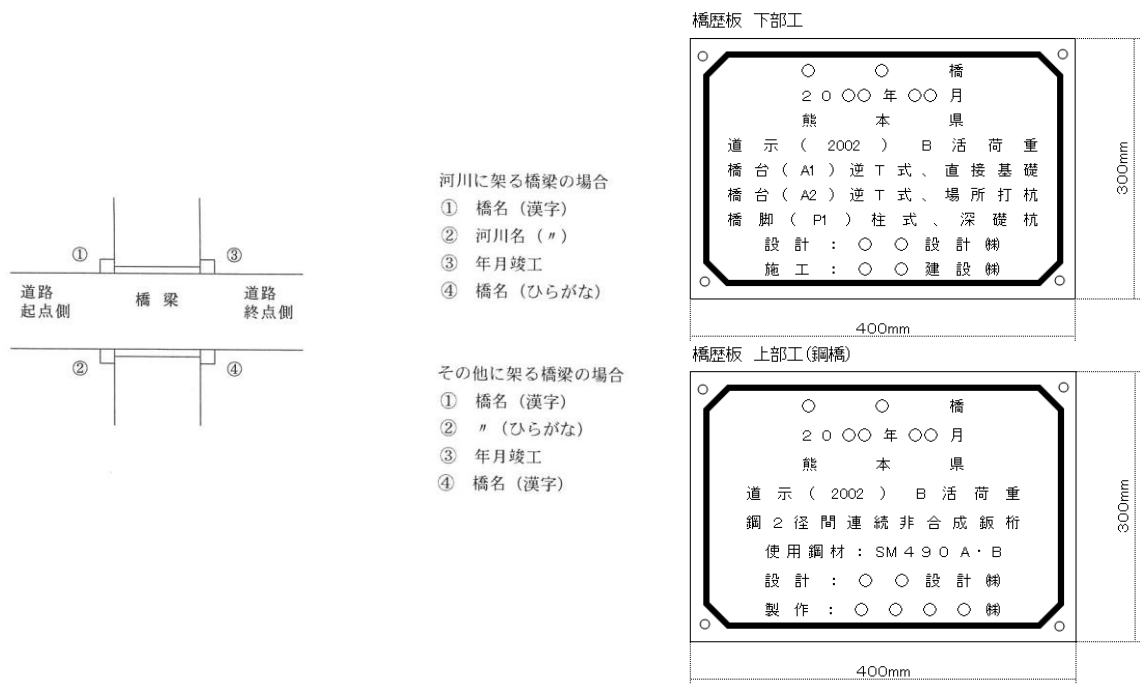 ①
③
道路
起点側
橋 梁
道路
終点側
②
④
河川に架る橋梁の場合
① 橋名（漢字）
② 河川名（〃）
③ 年月竣工
④ 橋名（ひらがな）
その他に架る橋梁の場合
① 橋名（漢字）
② 〃（ひらがな）
③ 年月竣工
④ 橋名（漢字）
橋歴板 下部工
○ ○ 橋
２０○○年○○月
熊 本 県
道 示 （ 2002 ） Ｂ 活 荷 重
橋 台 （ A1 ） 逆 Ｔ 式 、 直 接 基 礎
橋 台 （ A2 ） 逆 Ｔ 式 、 場 所 打 杭
橋 脚 （ P1 ） 柱 式 、 深 礎 杭
設 計 ： ○ ○ 設 計 ㈱
施 工 ： ○ ○ 建 設 ㈱
300mm
400mm
橋歴板 上部工(鋼橋)
○ ○ 橋
２０○○年○○月
熊 本 県
道 示 （ 2002 ） Ｂ 活 荷 重
鋼 ２ 径 間 連 続 非 合 成 鈑 桁
使 用 鋼 材 ： SM４９０Ａ・Ｂ
設 計 ： ○ ○ 設 計 ㈱
製 作 ： ○ ○ ○ ○ ㈱
300mm
400mm